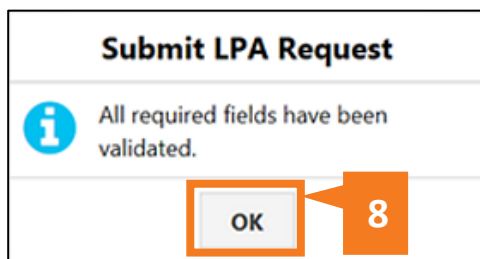 Submit LPA Request
All required fields have been
validated.
OK
8